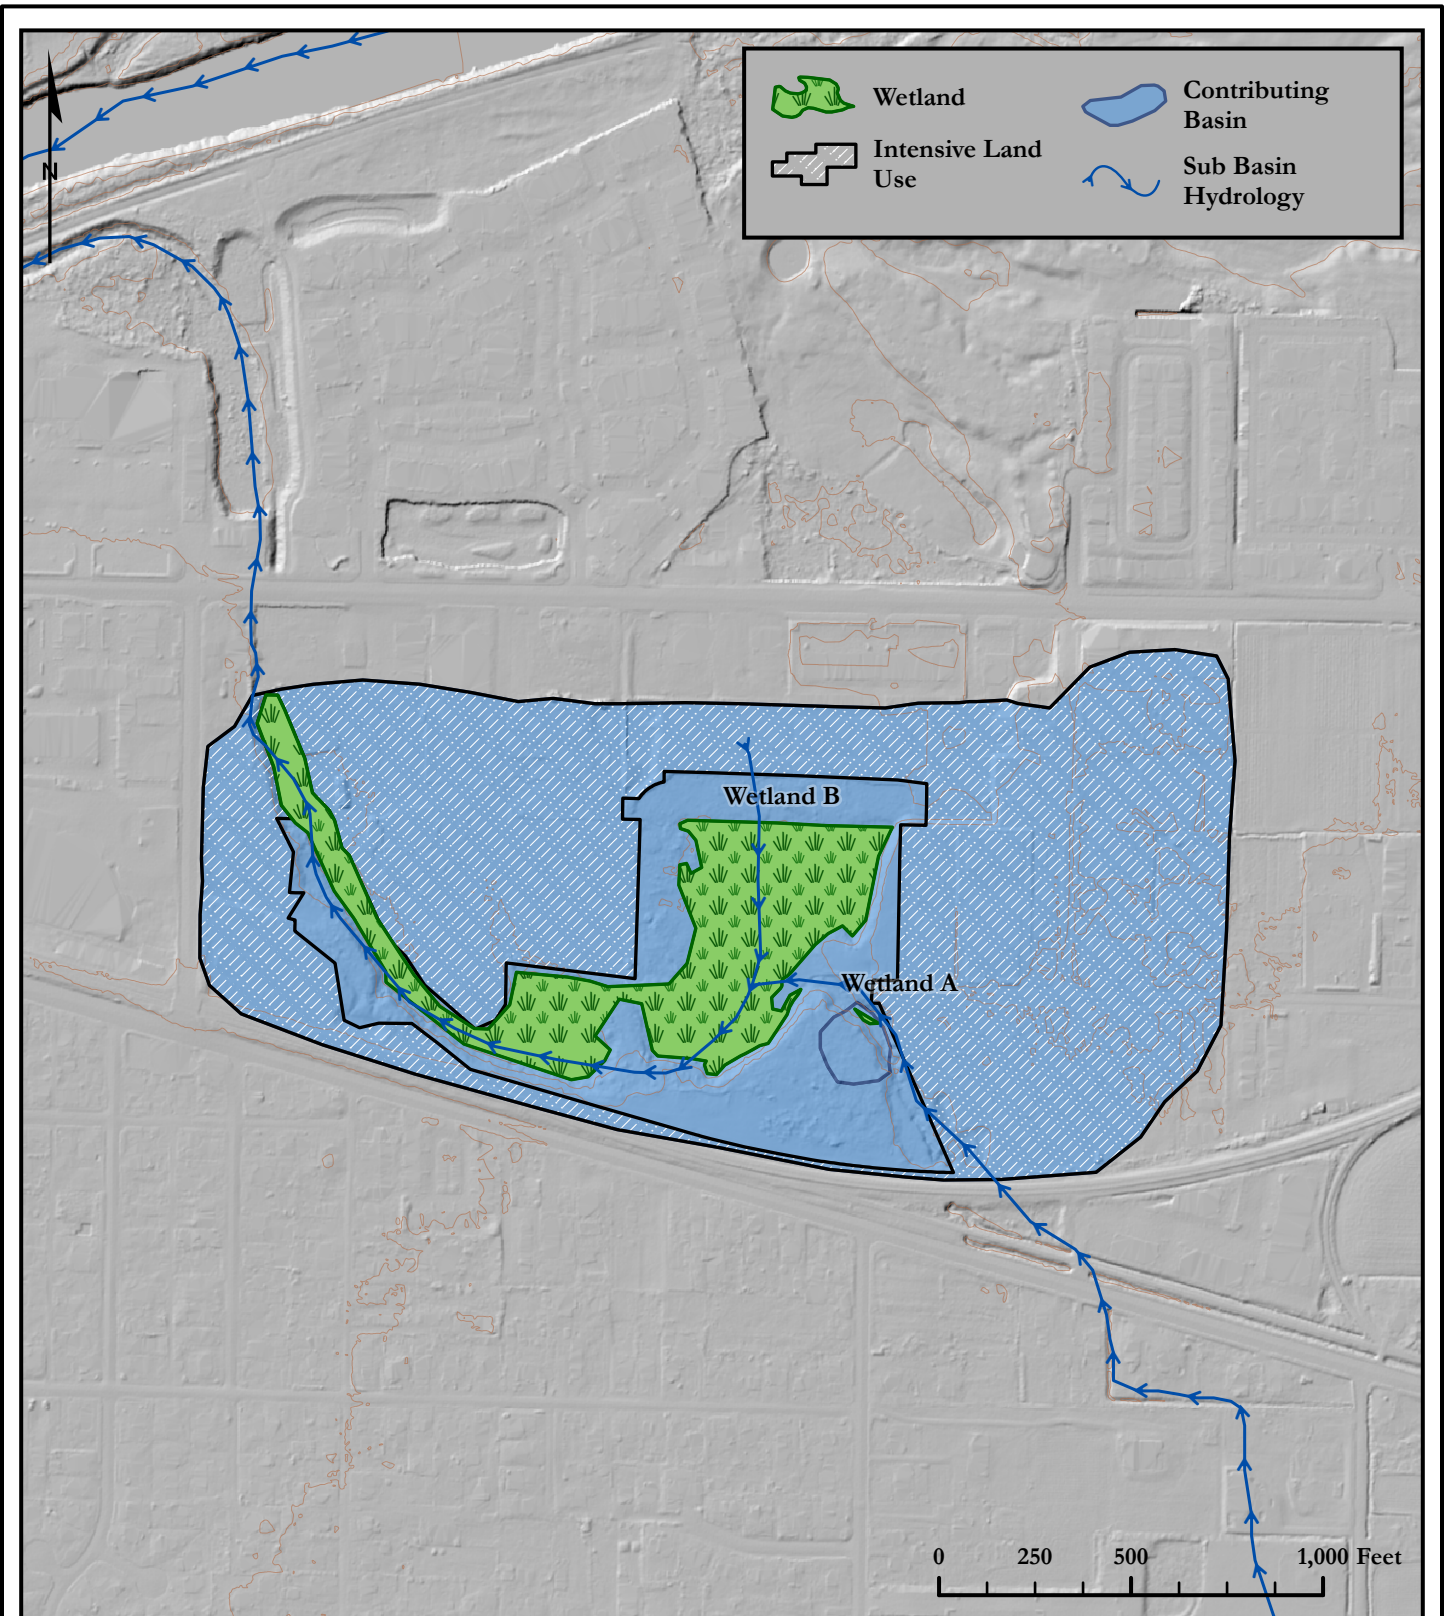 N
Wetland
Intensive Land
Use
Contributing
Basin
Sub Basin
Hydrology
Wetland B
Wetland A
0 250 500 1,000 Feet